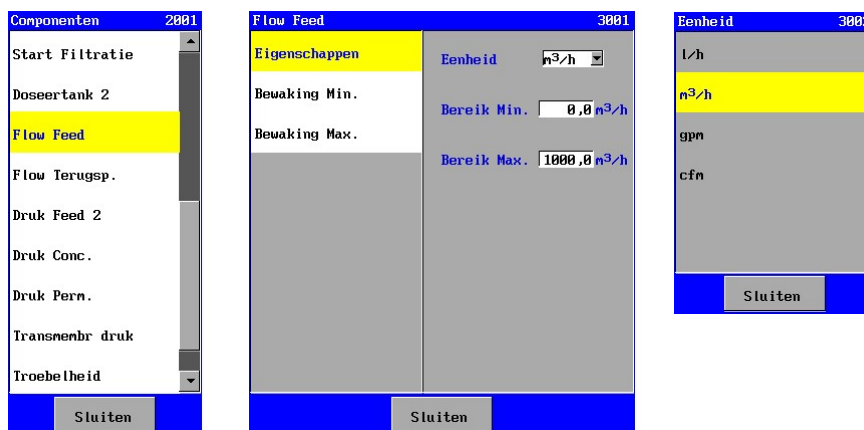 Componenten 2001
Start Filtratie
Doseertank 2
Flow Feed
Flow Terugsp.
Druk Feed 2
Druk Conc.
Druk Perm.
Transmembr druk
Troebelheid
Sluiten
Flow Feed 3001
Eigenschappen
Bewaking Min.
Bewaking Max.
Eenheid m³/h
Bereik Min. 0,0 m³/h
Bereik Max. 1000,0 m³/h
Sluiten
Eenheid
l/h
m³/h
gpm
cfm
Sluiten